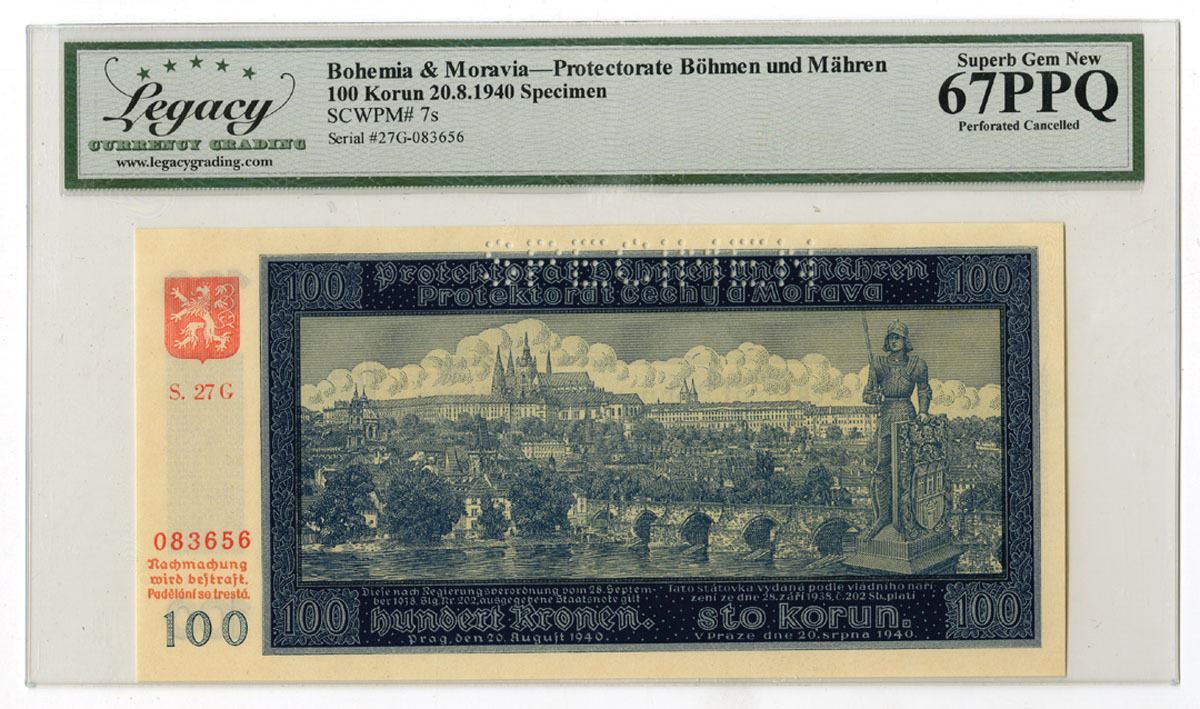 Legacy
CURRENCY GRADING
www.legacygrading.com
Bohemia & Moravia—Protectorate Böhmen und Mähren
100 Korun 20.8.1940 Specimen
SCWPM# 7s
Serial #27G-083656
Superb Gem New
67PPQ
Perforated Cancelled
100
Protektorat Böhmen und Mähren
Protektorát Čechy a Morava
100
S. 27 G
083656
Nachmachung
wird bestraft.
Padělání se trestá.
100
100
Diese nach Regierungsverordnung vom 28. Septem-
ber 1938, Slg. Nr. 202, ausgegebene Staatsnote gilt
hundert Kronen.
Prag, den 20. August 1940.
Tato státovka vydaná podle vládního naří
zení ze dne 28. září 1938, č. 202 Sb. platí
sto korun.
V Praze dne 20. srpna 1940.
100